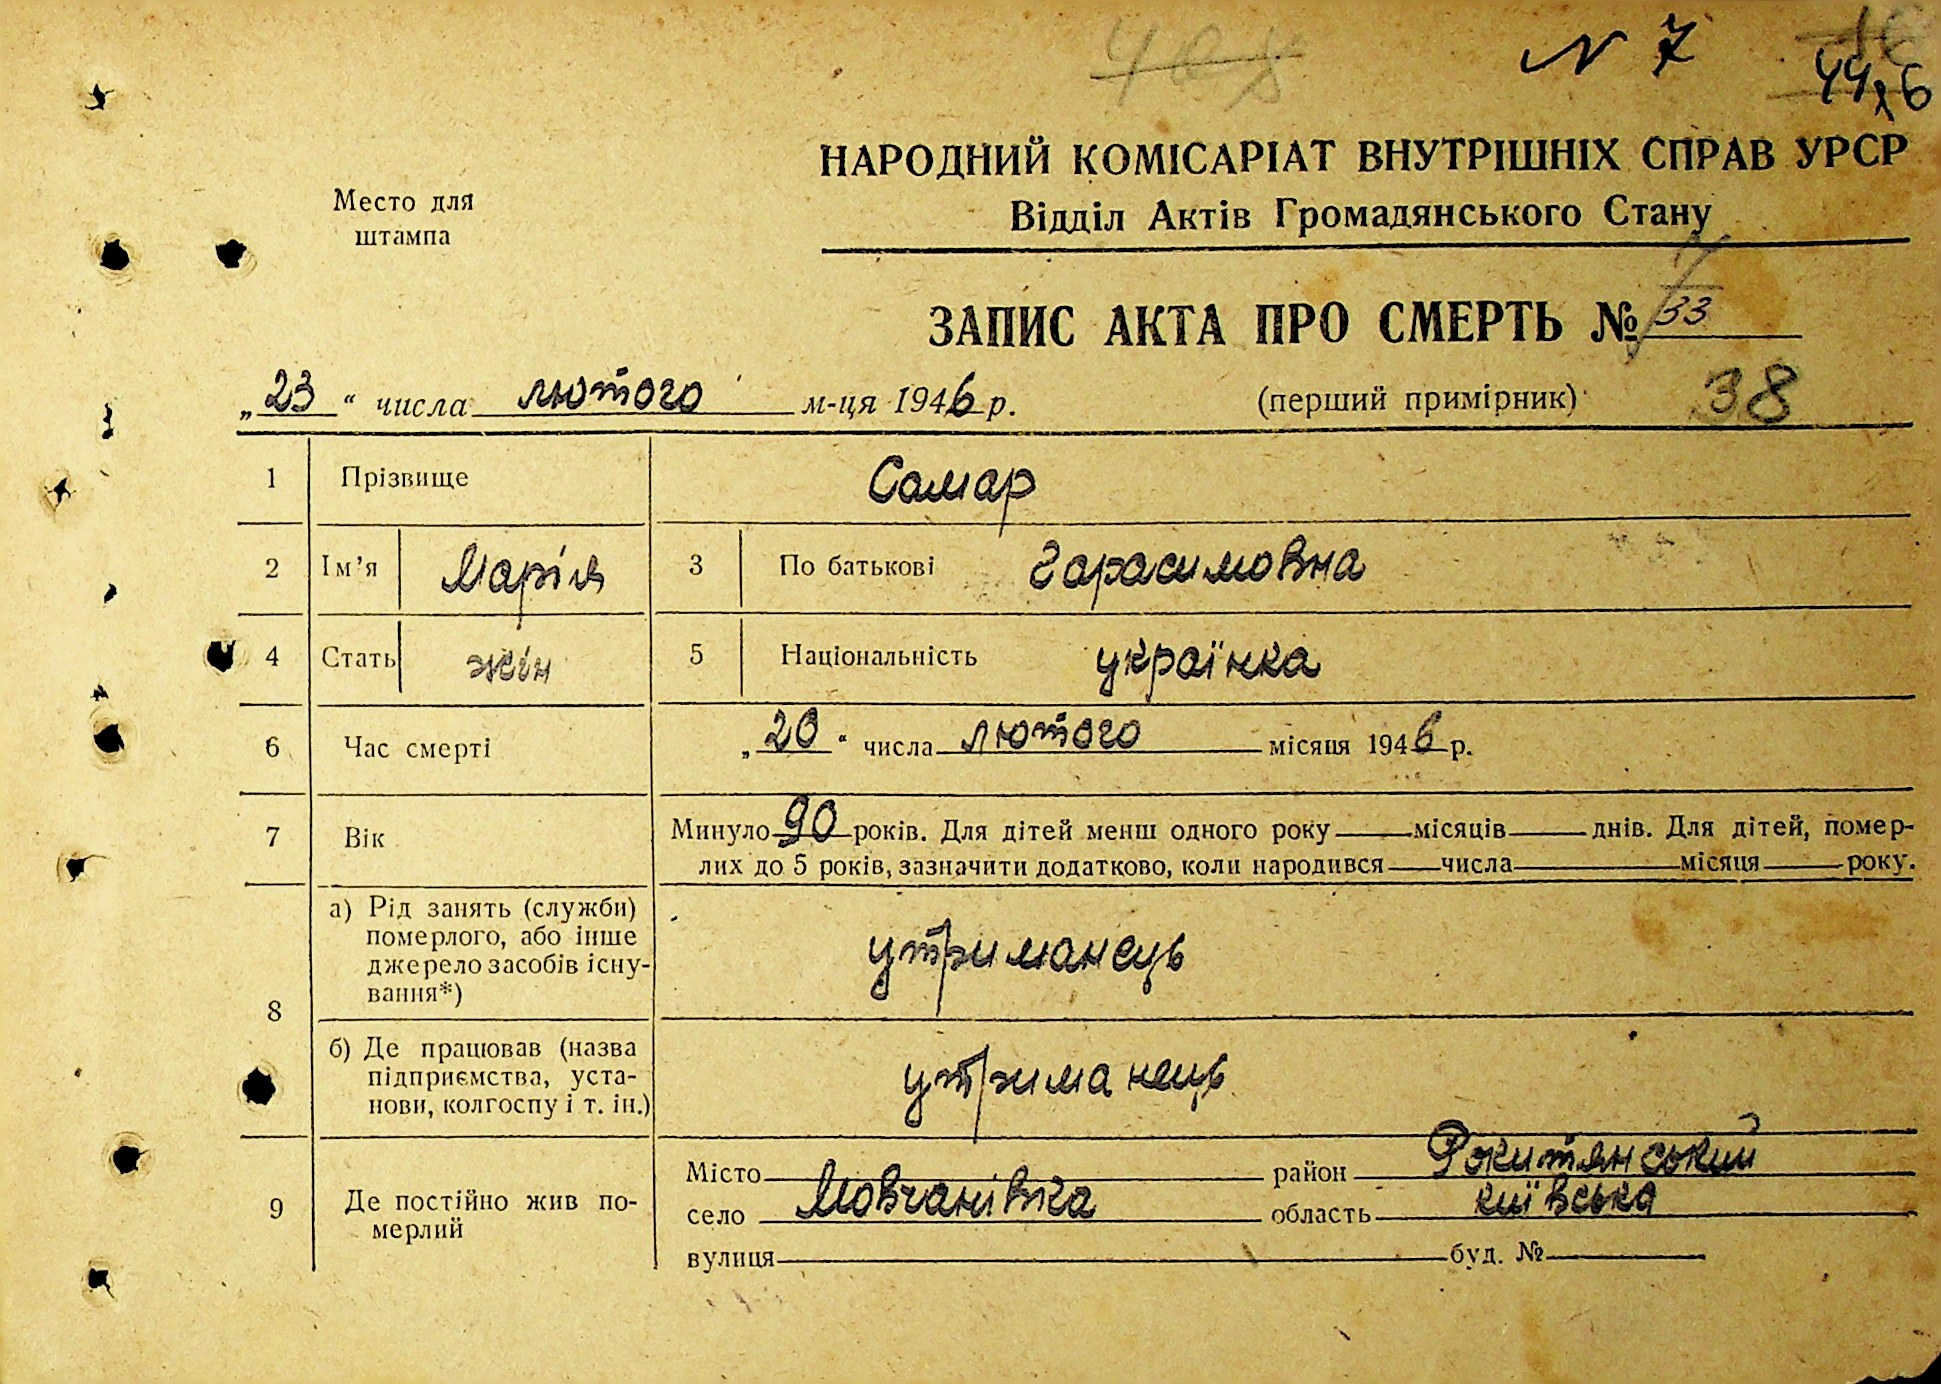 N 7
Место для
штампа
НАРОДНИЙ КОМІСАРІАТ ВНУТРІШНІХ СПРАВ УРСР
Відділ Актів Громадянського Стану
ЗАПИС АКТА ПРО СМЕРТЬ № 33
„23“ числа лютого м-ця 1946 р. (перший примірник) 38
1 Прізвище Самар
2 Ім’я Марія 3 По батькові Гарасимовна
4 Стать жін 5 Національність українка
6 Час смерті „20“ числа лютого місяця 1946 р.
7 Вік Минуло 90 років. Для дітей менш одного року місяців днів. Для дітей, помер-
лих до 5 років, зазначити додатково, коли народився числа місяця року.
8 а) Рід занять (служби)
померлого, або інше
джерело засобів існу-
вання*)
утриманець
б) Де працював (назва
підприємства, уста-
нови, колгоспу і т. ін.)
утриманець
9 Де постійно жив по-
мерлий
Місто район Рокитянський
село Мовчанівка область київська
вулиця буд. №